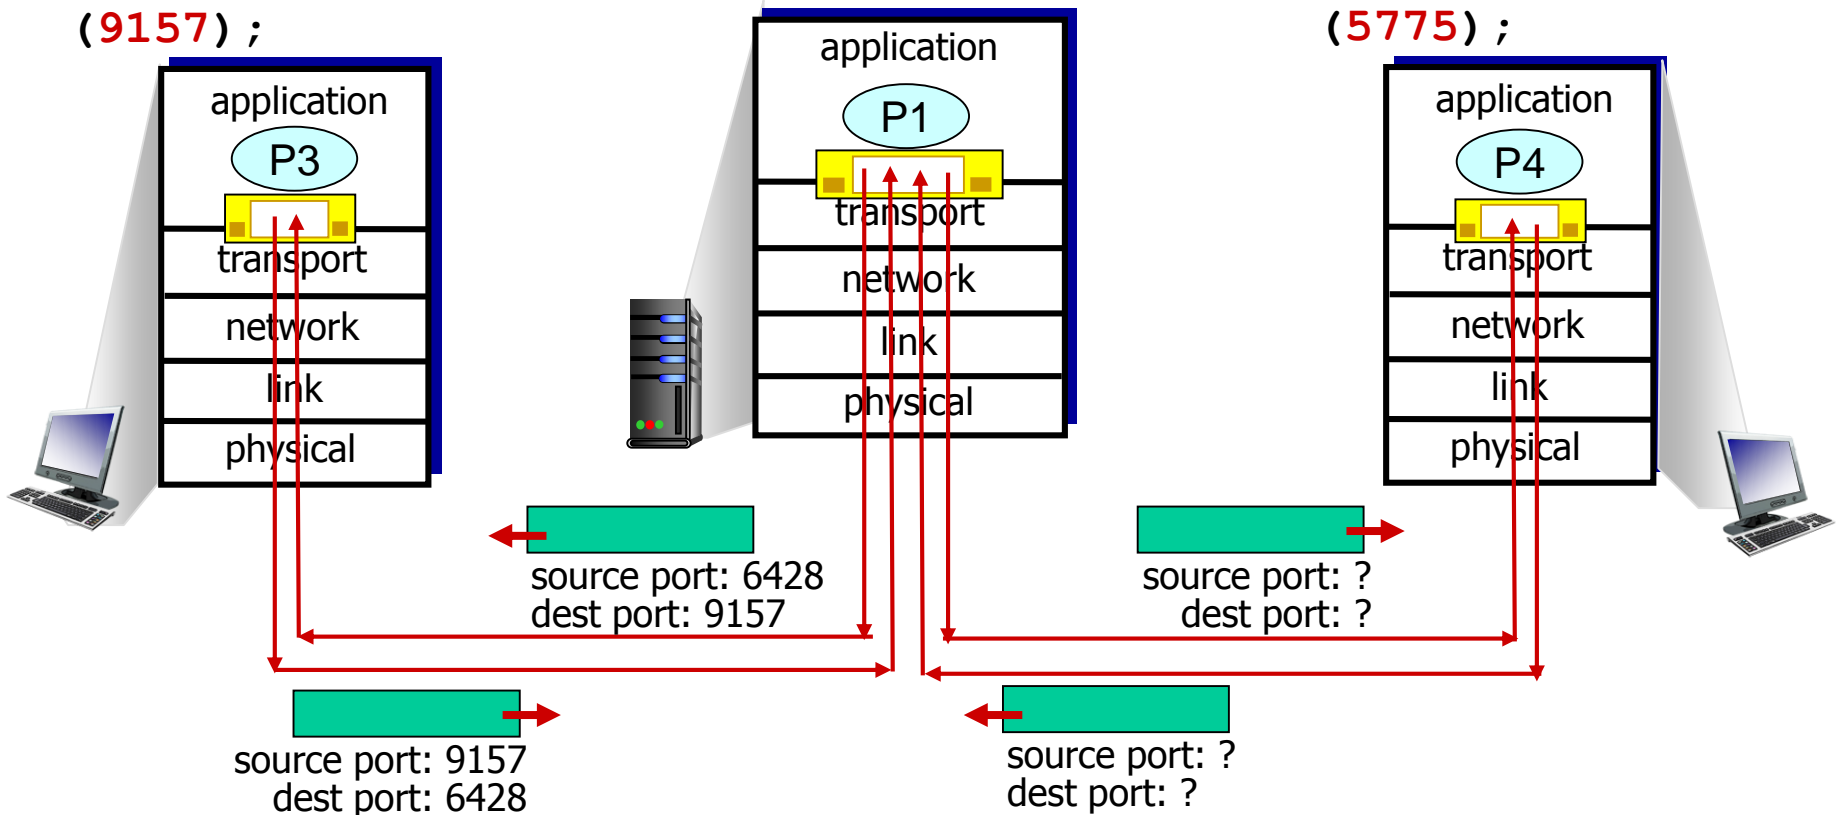 (9157);
application
P3
transport
network
link
physical
application
P1
transport
network
link
physical
(5775);
application
P4
transport
network
link
physical
source port: 6428
dest port: 9157
source port: ?
dest port: ?
source port: 9157
dest port: 6428
source port: ?
dest port: ?